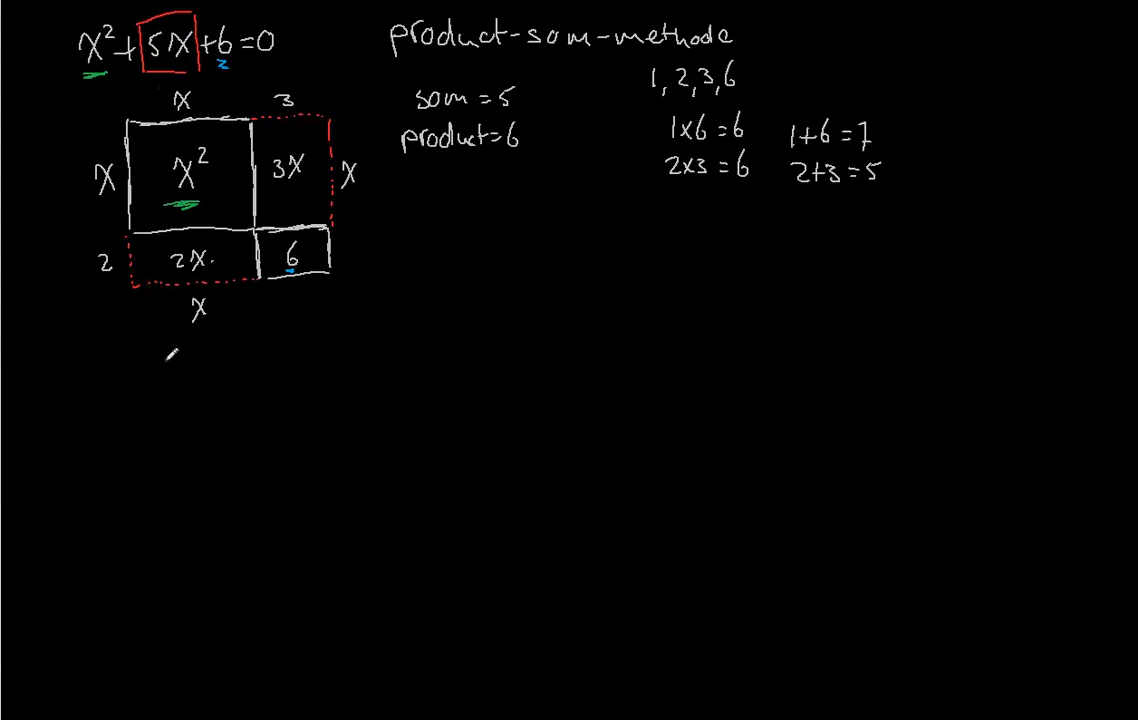 x² + 5x + 6 = 0
product-som-methode
som = 5
product = 6
1, 2, 3, 6
1x6 = 6
1+6 = 7
2x3 = 6
2+3 = 5
x 3
x x² 3x x
2 2x. 6
x